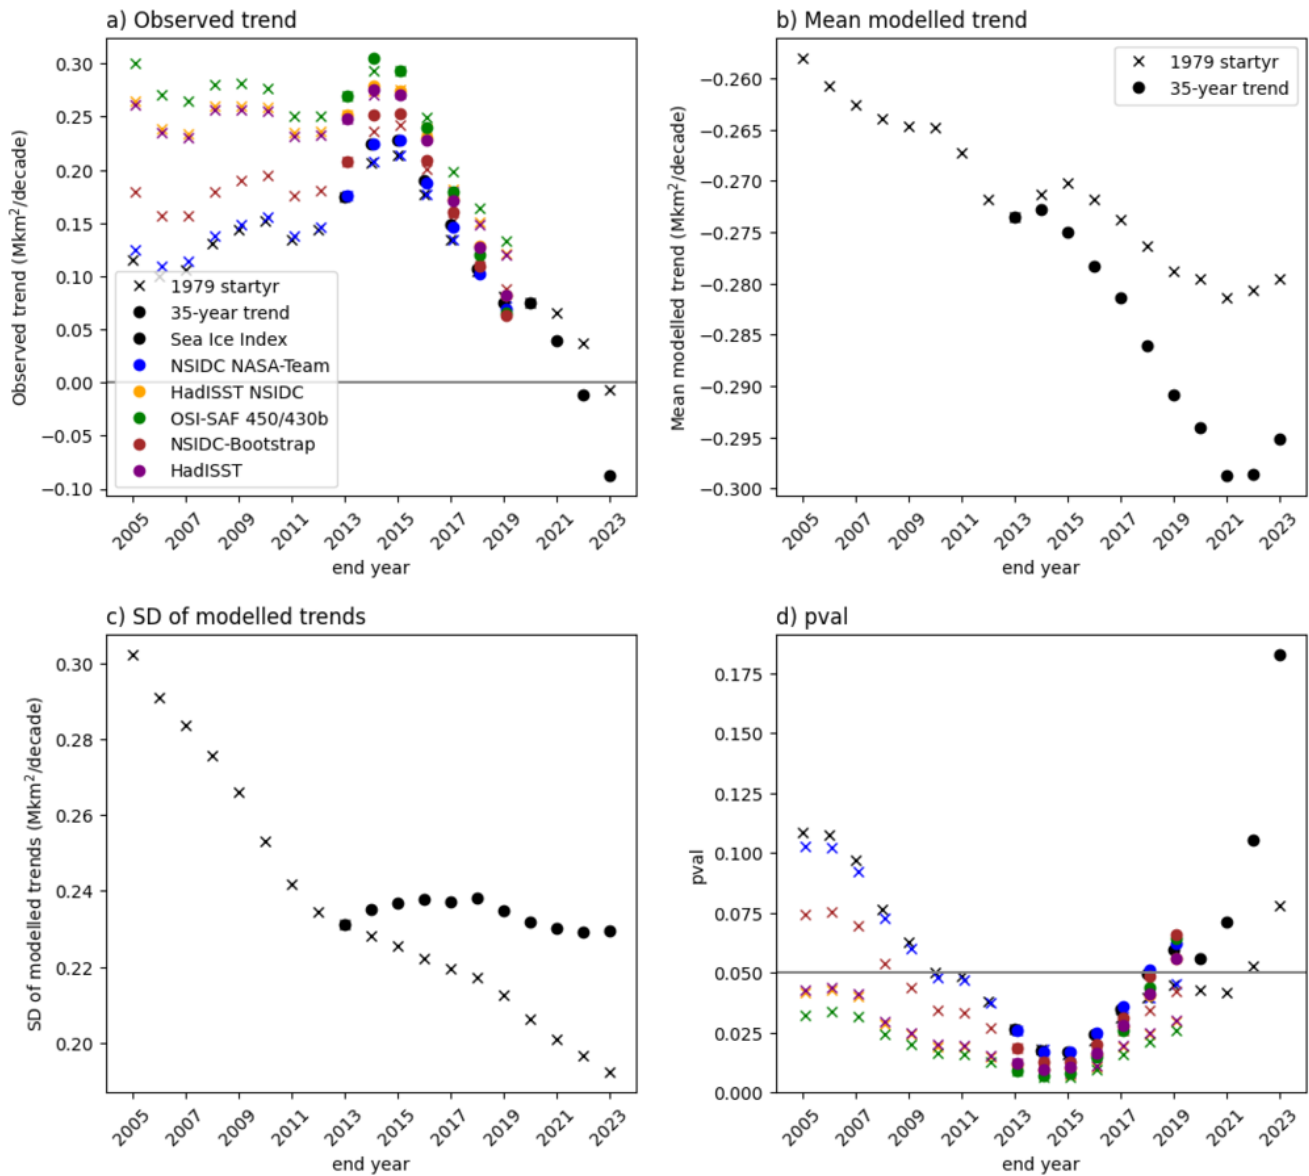 a) Observed trend
Observed trend (Mkm²/decade)
0.30
0.25
0.20
0.15
0.10
0.05
0.00
−0.05
−0.10
1979 startyr
35-year trend
Sea Ice Index
NSIDC NASA-Team
HadISST NSIDC
OSI-SAF 450/430b
NSIDC-Bootstrap
HadISST
2005 2007 2009 2011 2013 2015 2017 2019 2021 2023
end year
b) Mean modelled trend
Mean modelled trend (Mkm²/decade)
−0.260
−0.265
−0.270
−0.275
−0.280
−0.285
−0.290
−0.295
−0.300
1979 startyr
35-year trend
2005 2007 2009 2011 2013 2015 2017 2019 2021 2023
end year
c) SD of modelled trends
SD of modelled trends (Mkm²/decade)
0.30
0.28
0.26
0.24
0.22
0.20
2005 2007 2009 2011 2013 2015 2017 2019 2021 2023
end year
d) pval
pval
0.175
0.150
0.125
0.100
0.075
0.050
0.025
0.000
2005 2007 2009 2011 2013 2015 2017 2019 2021 2023
end year